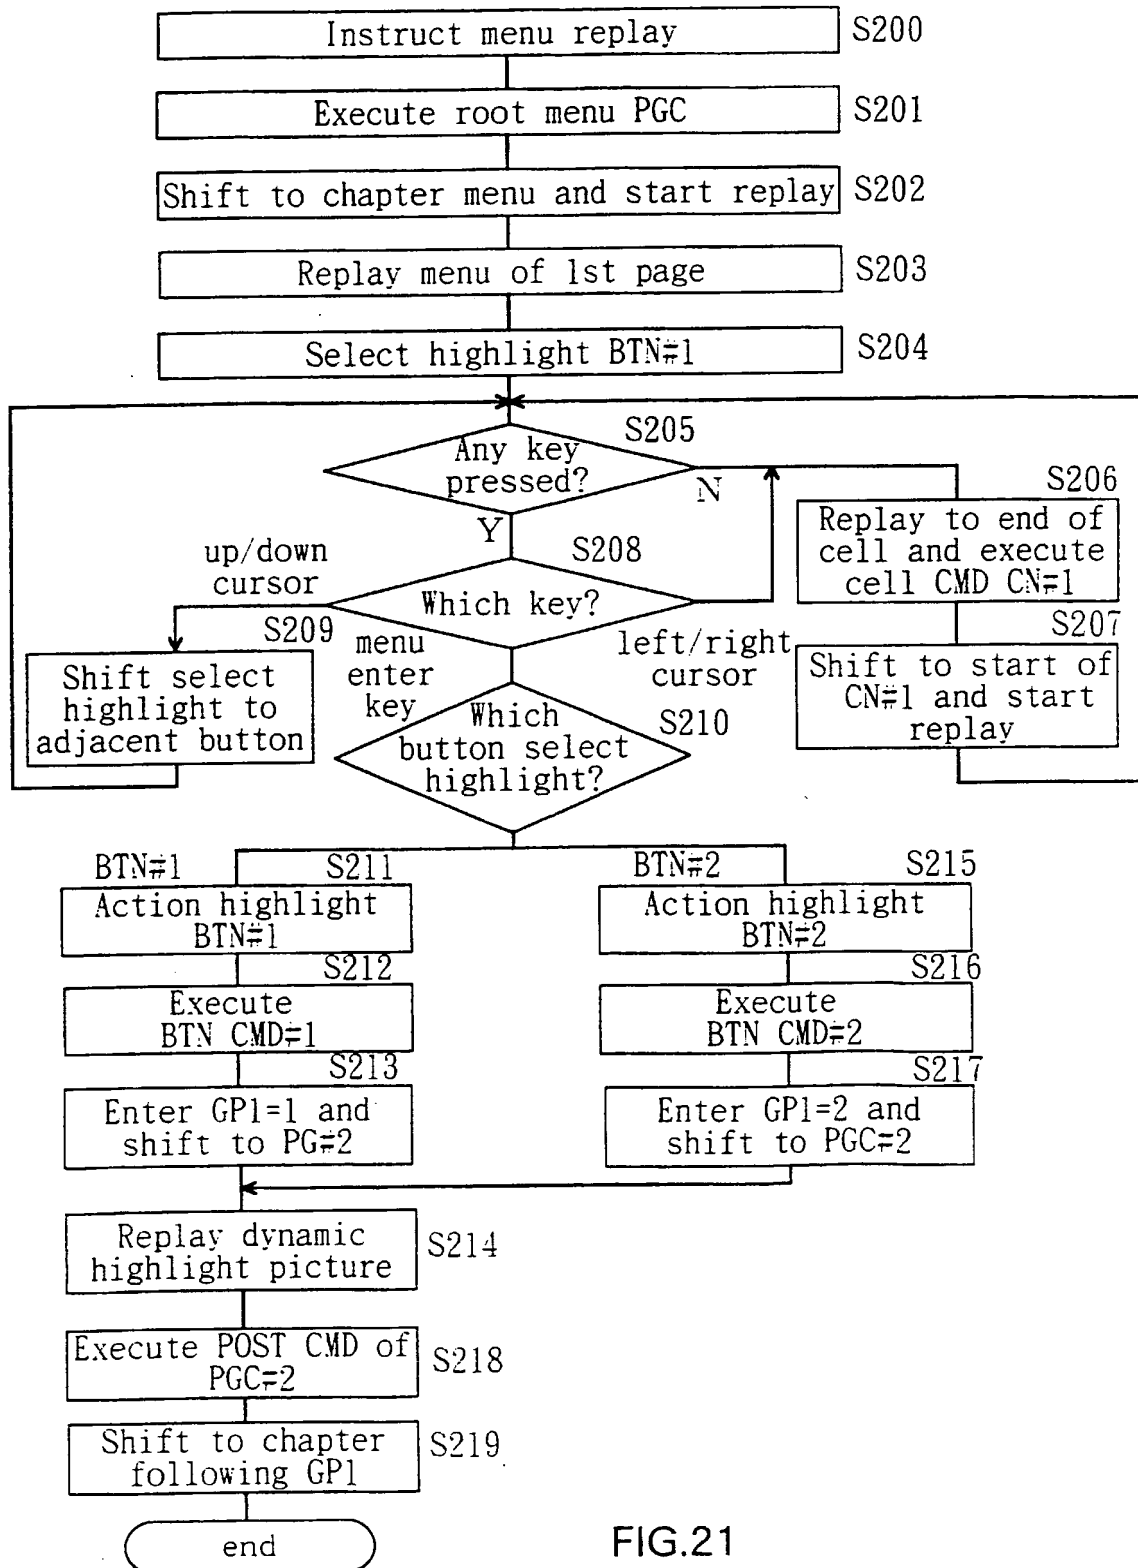 Instruct menu replay
S200
Execute root menu PGC
S201
Shift to chapter menu and start replay
S202
Replay menu of 1st page
S203
Select highlight BTN#1
S204
S205
Any key
pressed?
N
Y
S206
Replay to end of
cell and execute
cell CMD CN#1
S207
Shift to start of
CN#1 and start
replay
S208
Which key?
up/down
cursor
S209
Shift select
highlight to
adjacent button
menu
enter
key
left/right
cursor
S210
Which
button select
highlight?
BTN#1
S211
Action highlight
BTN#1
S212
Execute
BTN CMD#1
S213
Enter GP1=1 and
shift to PG#2
BTN#2
S215
Action highlight
BTN#2
S216
Execute
BTN CMD#2
S217
Enter GP1=2 and
shift to PGC#2
Replay dynamic
highlight picture
S214
Execute POST CMD of
PGC#2
S218
Shift to chapter
following GP1
S219
end
FIG.21